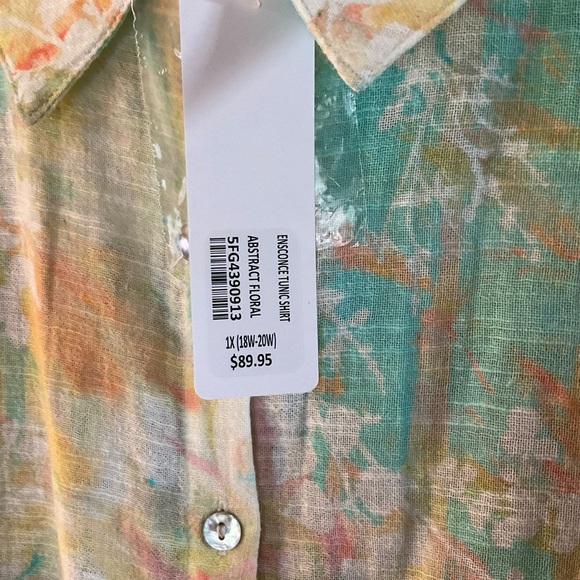 ENSCONCE TUNIC SHIRT
ABSTRACT FLORAL
5FG4390913
1X (18W-20W)
$89.95